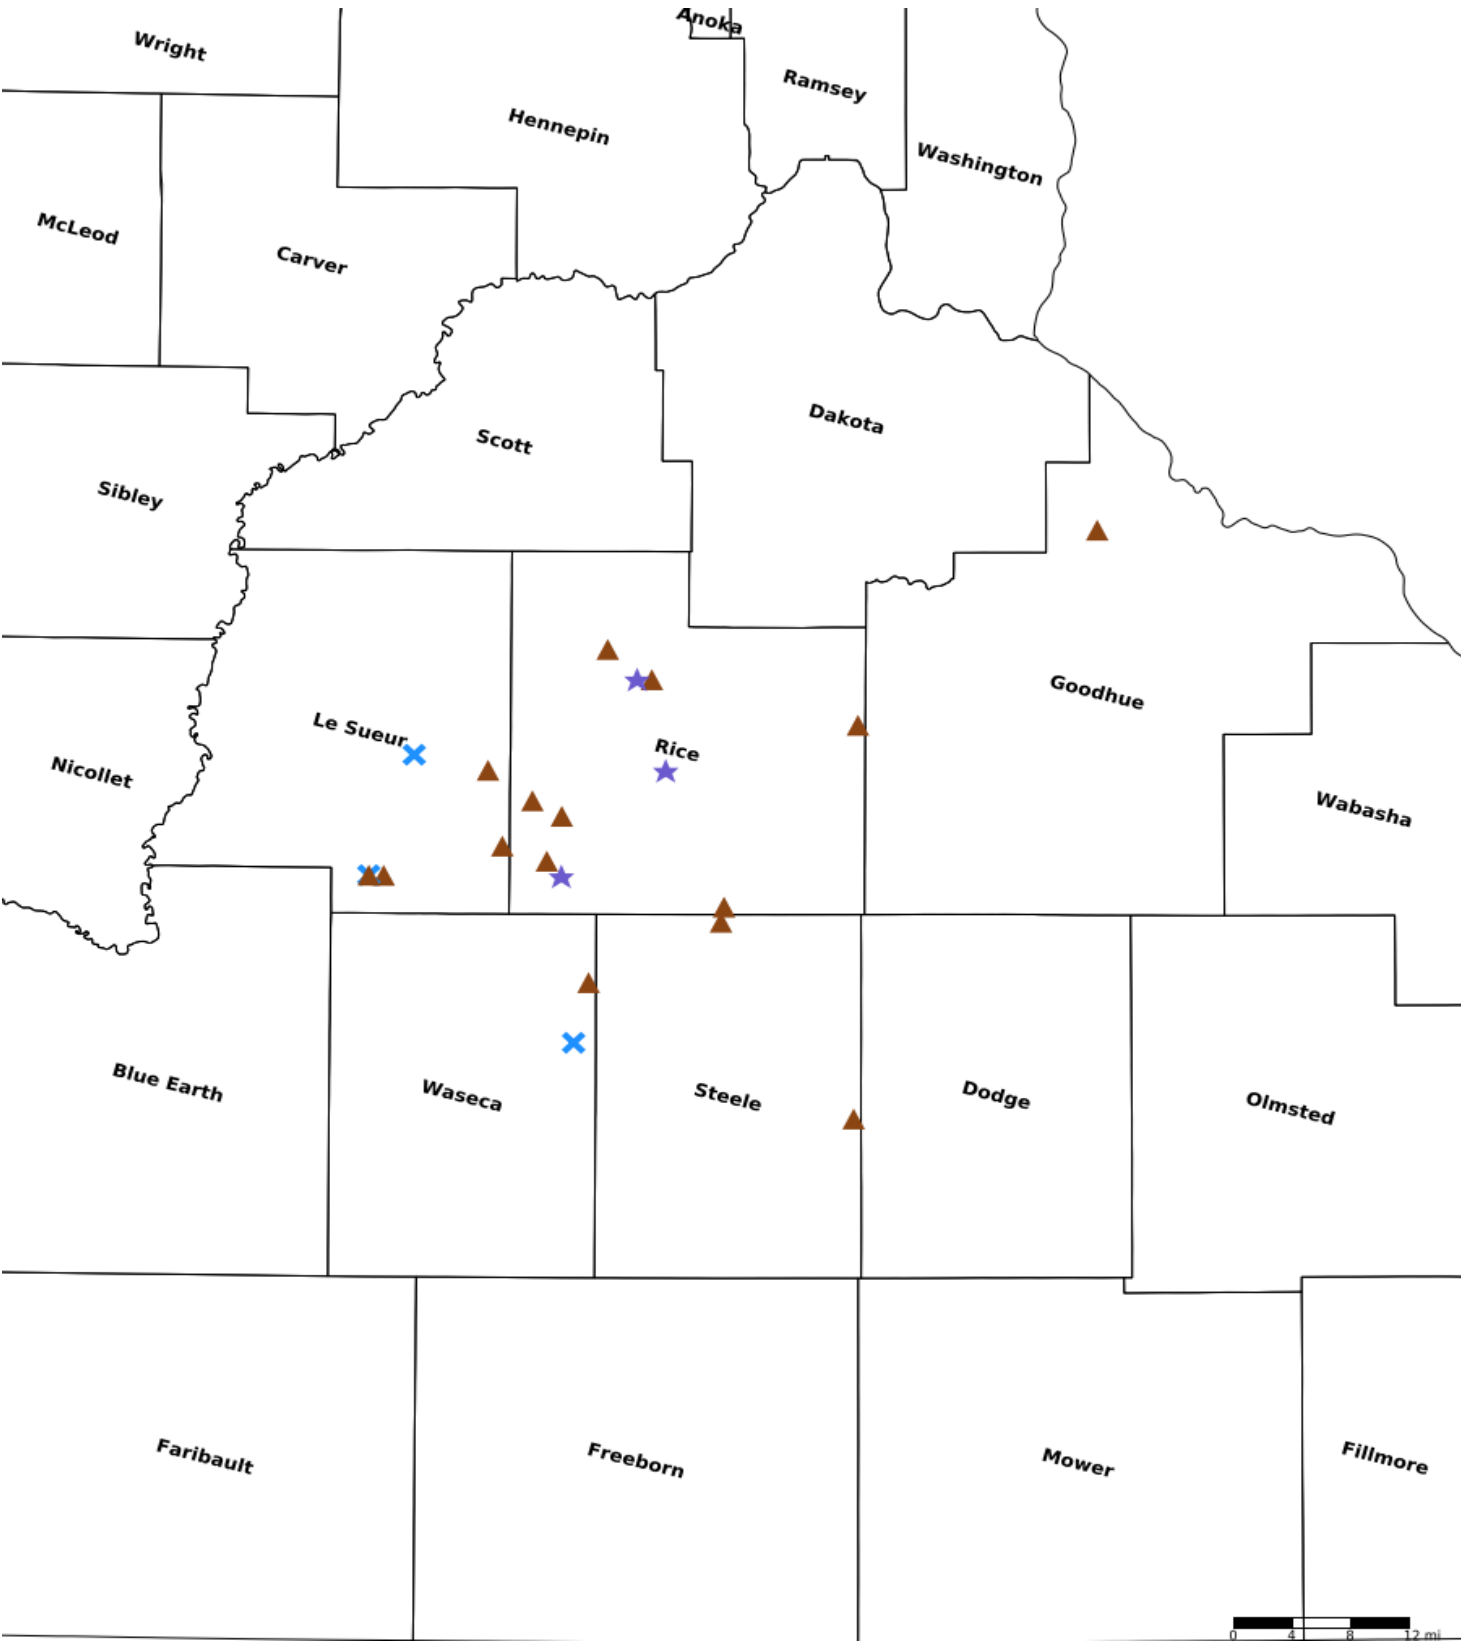 Anoka
Wright
Ramsey
Hennepin
Washington
McLeod
Carver
Dakota
Scott
Sibley
Goodhue
Le Sueur
Rice
Nicollet
Wabasha
Blue Earth
Waseca
Steele
Dodge
Olmsted
Faribault
Freeborn
Mower
Fillmore
0 4 8 12 mi